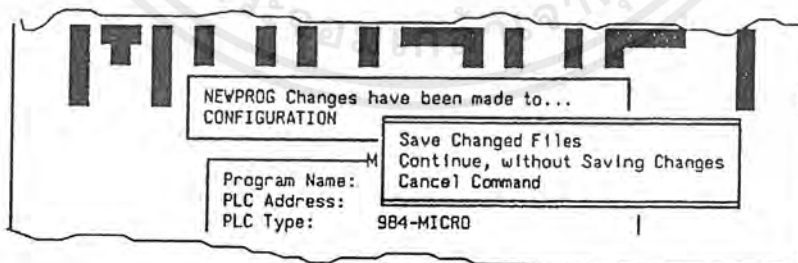 NEWPROG Changes have been made to...
CONFIGURATION
Save Changed Files
Continue, without Saving Changes
Cancel Command
M
Program Name:
PLC Address:
PLC Type: 984-MICRO